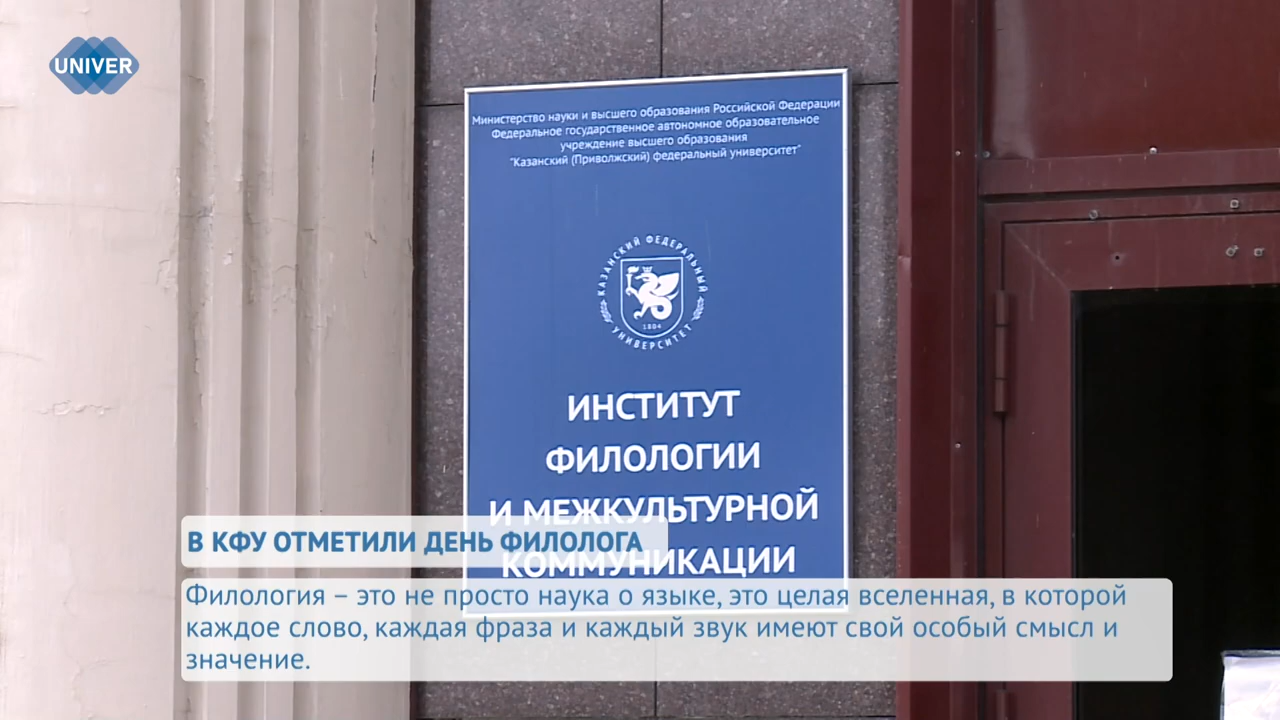 UNIVER
Министерство науки и высшего образования Российской Федерации
Федеральное государственное автономное образовательное
учреждение высшего образования
"Казанский (Приволжский) федеральный университет"
КАЗАНСКИЙ ФЕДЕРАЛЬНЫЙ
1804
УНИВЕРСИТЕТ
ИНСТИТУТ
ФИЛОЛОГИИ
И МЕЖКУЛЬТУРНОЙ
КОММУНИКАЦИИ
В КФУ ОТМЕТИЛИ ДЕНЬ ФИЛОЛОГА
Филология – это не просто наука о языке, это целая вселенная, в которой
каждое слово, каждая фраза и каждый звук имеют свой особый смысл и
значение.